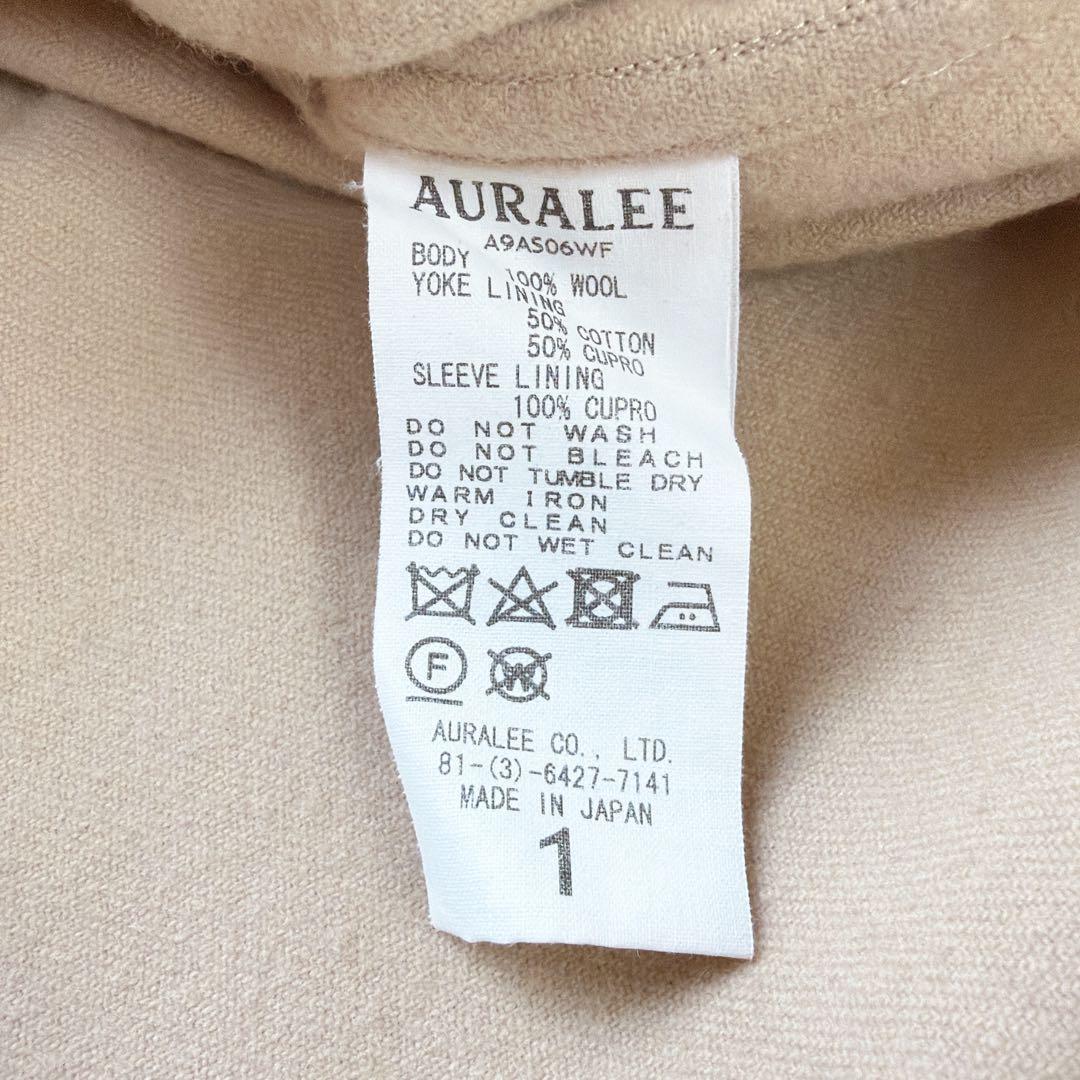 AURALEE
A9AS06WF
BODY
100% WOOL
YOKE LINING
50% COTTON
50% CUPRO
SLEEVE LINING
100% CUPRO
DO NOT WASH
DO NOT BLEACH
DO NOT TUMBLE DRY
WARM IRON
DRY CLEAN
DO NOT WET CLEAN
F W
AURALEE CO., LTD.
81-(3)-6427-7141
MADE IN JAPAN
1